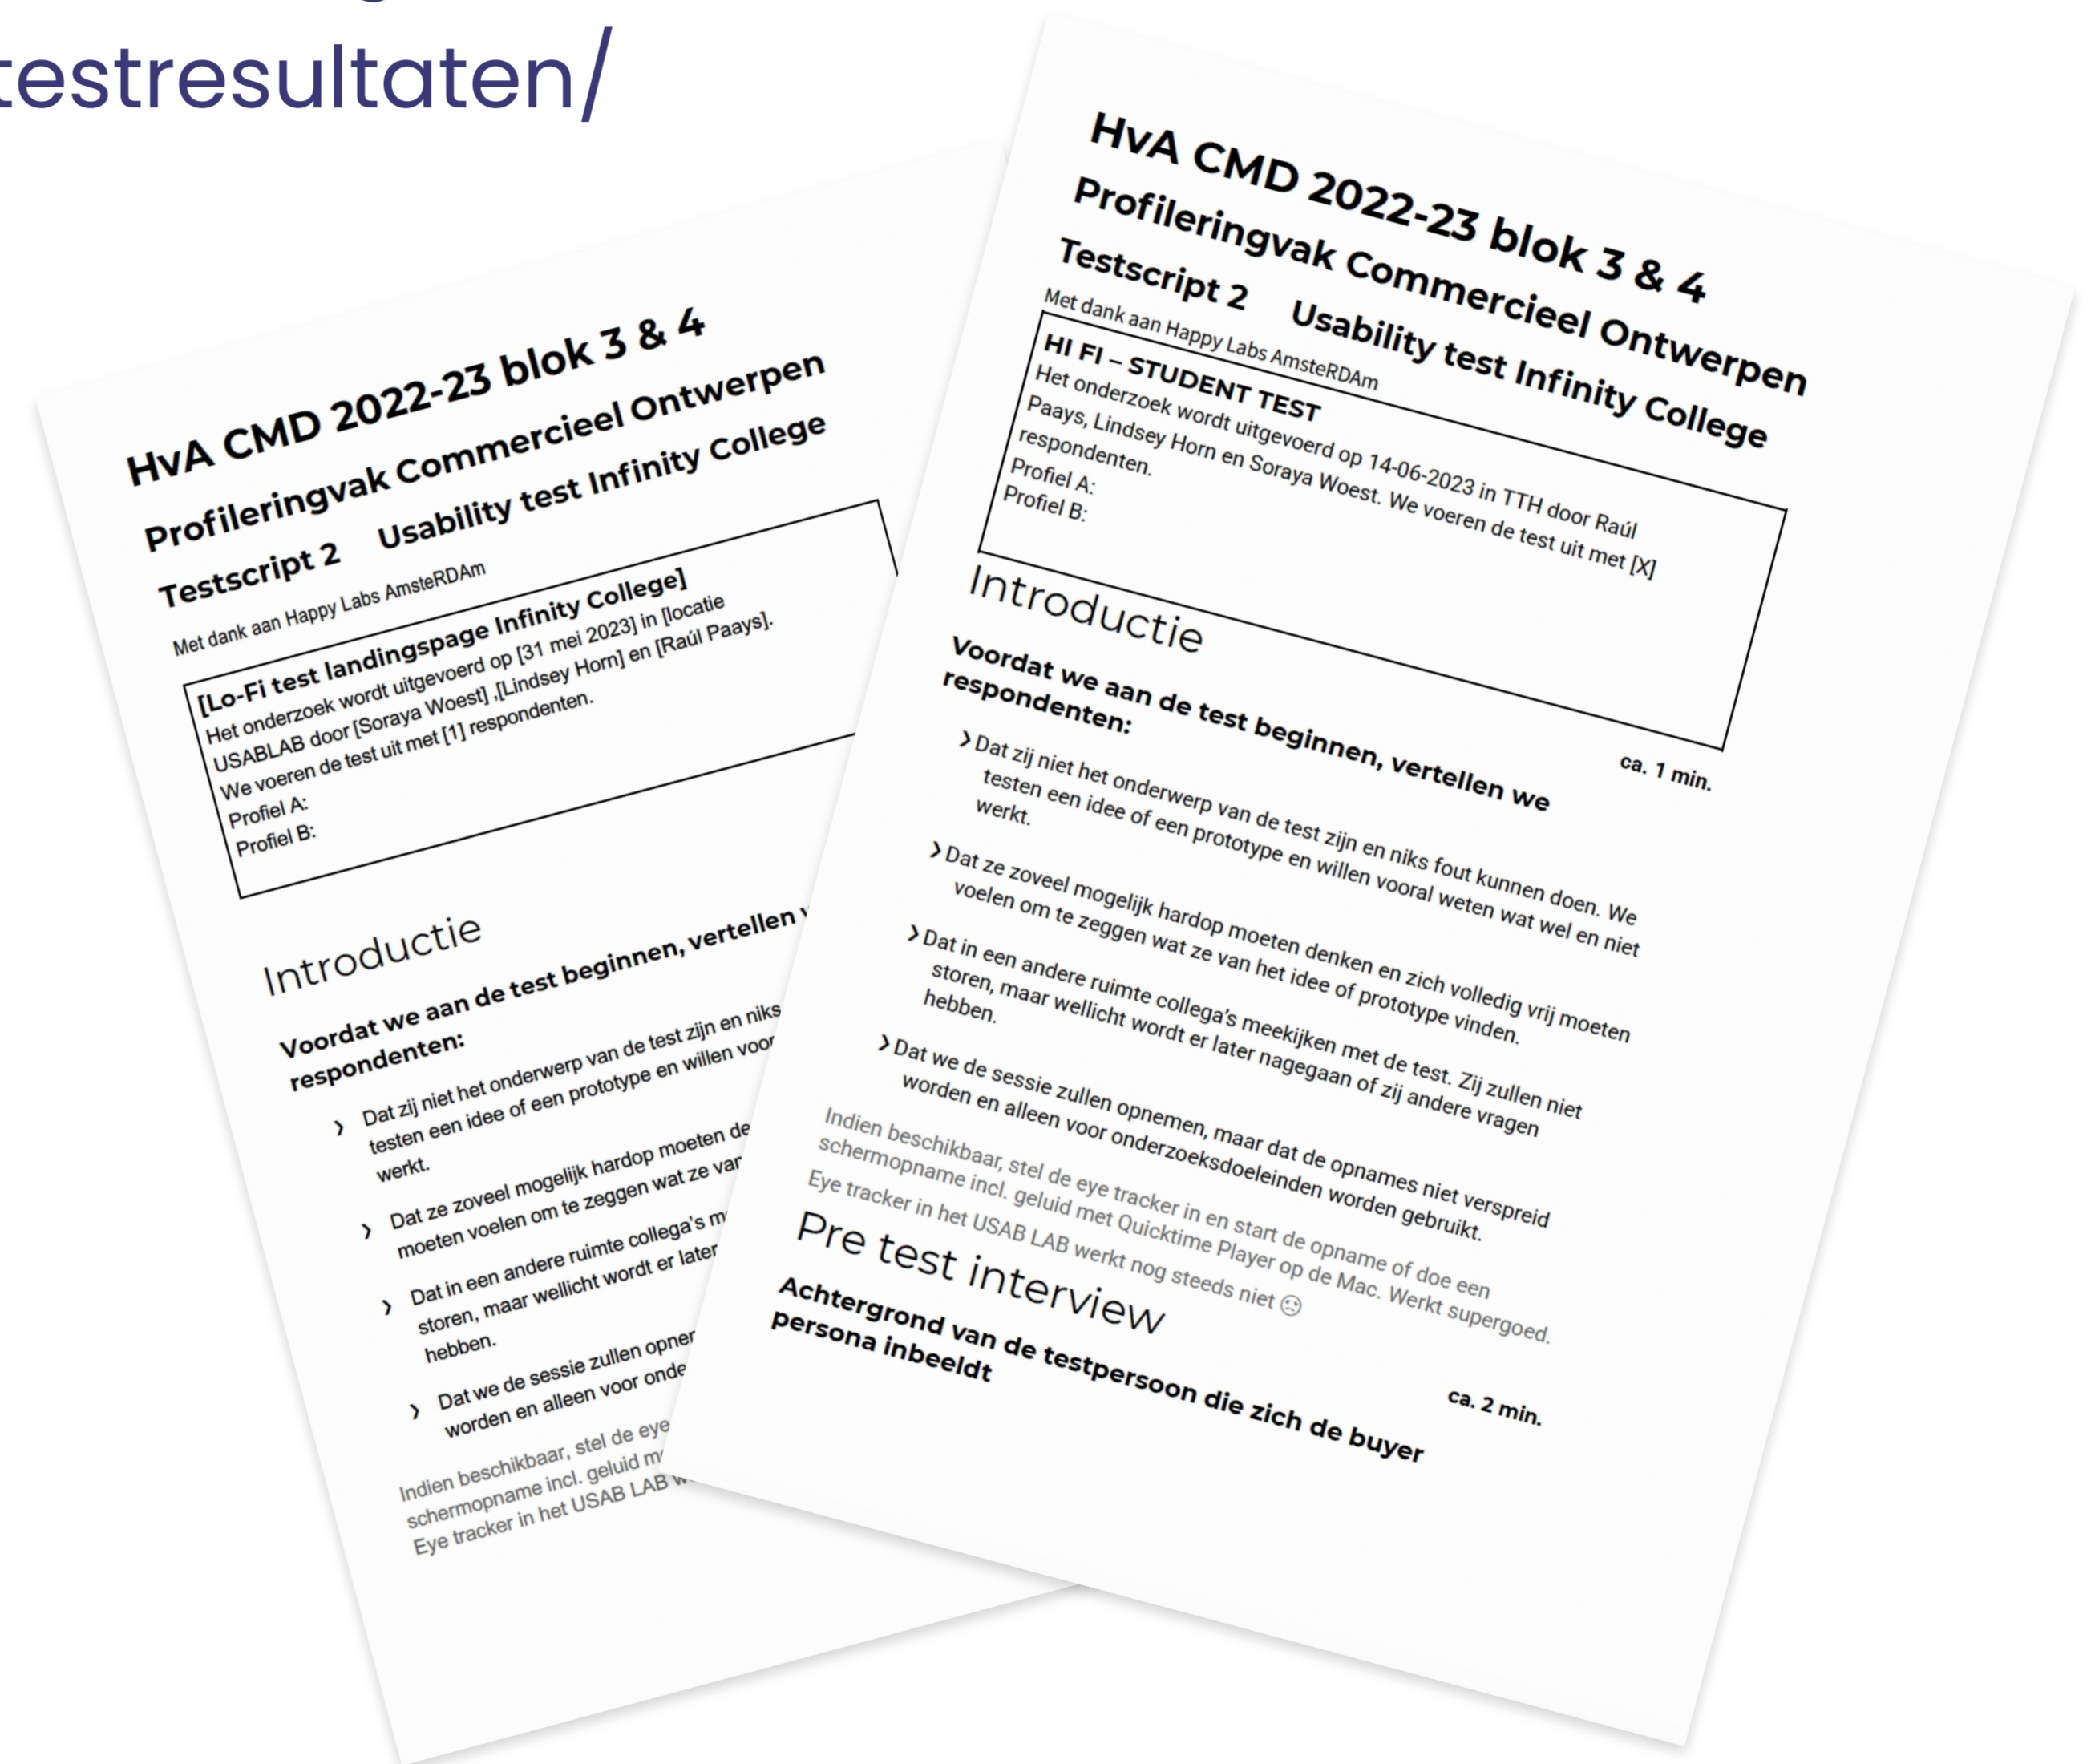 testresultaten/
HvA CMD 2022-23 blok 3 & 4
Profileringvak Commercieel Ontwerpen
Testscript 2 Usability test Infinity College
Met dank aan Happy Labs AmsteRDAm
[Lo-Fi test landingspage Infinity College]
Het onderzoek wordt uitgevoerd op [31 mei 2023] in [locatie
USABLAB door [Soraya Woest] ,[Lindsey Horn] en [Raúl Paays].
We voeren de test uit met [1] respondenten.
Profiel A:
Profiel B:
Introductie
Voordat we aan de test beginnen, vertellen
respondenten:
› Dat zij niet het onderwerp van de test zijn en niks
testen een idee of een prototype en willen voor
werkt.
› Dat ze zoveel mogelijk hardop moeten de
moeten voelen om te zeggen wat ze van
› Dat in een andere ruimte collega's me
storen, maar wellicht wordt er later
hebben.
› Dat we de sessie zullen opnem
worden en alleen voor onde
Indien beschikbaar, stel de eye
schermopname incl. geluid me
Eye tracker in het USAB LAB w
HvA CMD 2022-23 blok 3 & 4
Profileringvak Commercieel Ontwerpen
Testscript 2 Usability test Infinity College
Met dank aan Happy Labs AmsteRDAm
HI FI – STUDENT TEST
Het onderzoek wordt uitgevoerd op 14-06-2023 in TTH door Raúl
Paays, Lindsey Horn en Soraya Woest. We voeren de test uit met [X]
respondenten.
Profiel A:
Profiel B:
Introductie
ca. 1 min.
Voordat we aan de test beginnen, vertellen we
respondenten:
› Dat zij niet het onderwerp van de test zijn en niks fout kunnen doen. We
testen een idee of een prototype en willen vooral weten wat wel en niet
werkt.
› Dat ze zoveel mogelijk hardop moeten denken en zich volledig vrij moeten
voelen om te zeggen wat ze van het idee of prototype vinden.
› Dat in een andere ruimte collega's meekijken met de test. Zij zullen niet
storen, maar wellicht wordt er later nagegaan of zij andere vragen
hebben.
› Dat we de sessie zullen opnemen, maar dat de opnames niet verspreid
worden en alleen voor onderzoeksdoeleinden worden gebruikt.
Indien beschikbaar, stel de eye tracker in en start de opname of doe een
schermopname incl. geluid met Quicktime Player op de Mac. Werkt supergoed.
Eye tracker in het USAB LAB werkt nog steeds niet ☹
Pre test interview
ca. 2 min.
Achtergrond van de testpersoon die zich de buyer
persona inbeeldt